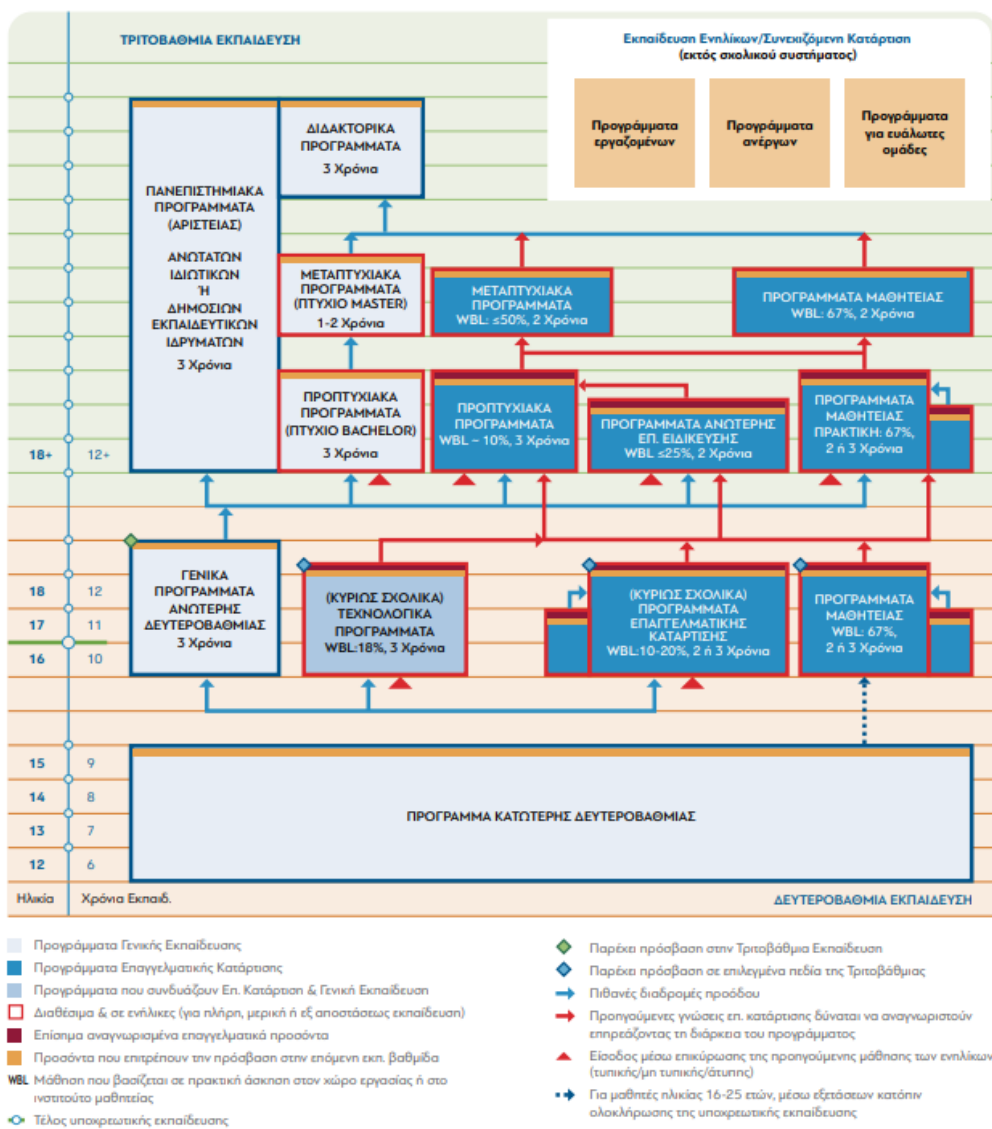 ΤΡΙΤΟΒΑΘΜΙΑ ΕΚΠΑΙΔΕΥΣΗ
Εκπαίδευση Ενηλίκων/Συνεχιζόμενη Κατάρτιση
(εκτός σχολικού συστήματος)
Προγράμματα
εργαζομένων
Προγράμματα
ανέργων
Προγράμματα
για ευάλωτες
ομάδες
ΔΙΔΑΚΤΟΡΙΚΑ
ΠΡΟΓΡΑΜΜΑΤΑ
3 Χρόνια
ΠΑΝΕΠΙΣΤΗΜΙΑΚΑ
ΠΡΟΓΡΑΜΜΑΤΑ
(ΑΡΙΣΤΕΙΑΣ)
ΑΝΩΤΑΤΩΝ
ΙΔΙΩΤΙΚΩΝ
Ή
ΔΗΜΟΣΙΩΝ
ΕΚΠΑΙΔΕΥΤΙΚΩΝ
ΙΔΡΥΜΑΤΩΝ
3 Χρόνια
ΜΕΤΑΠΤΥΧΙΑΚΑ
ΠΡΟΓΡΑΜΜΑΤΑ
(ΠΤΥΧΙΟ MASTER)
1-2 Χρόνια
ΜΕΤΑΠΤΥΧΙΑΚΑ
ΠΡΟΓΡΑΜΜΑΤΑ
WBL: ≤50%, 2 Χρόνια
ΠΡΟΓΡΑΜΜΑΤΑ ΜΑΘΗΤΕΙΑΣ
WBL: 67%, 2 Χρόνια
ΠΡΟΠΤΥΧΙΑΚΑ
ΠΡΟΓΡΑΜΜΑΤΑ
(ΠΤΥΧΙΟ BACHELOR)
3 Χρόνια
ΠΡΟΠΤΥΧΙΑΚΑ
ΠΡΟΓΡΑΜΜΑΤΑ
WBL ~ 10%, 3 Χρόνια
ΠΡΟΓΡΑΜΜΑΤΑ ΑΝΩΤΕΡΗΣ
ΕΠ. ΕΙΔΙΚΕΥΣΗΣ
WBL ≤25%, 2 Χρόνια
ΠΡΟΓΡΑΜΜΑΤΑ
ΜΑΘΗΤΕΙΑΣ
ΠΡΑΚΤΙΚΗ: 67%,
2 ή 3 Χρόνια
18+ 12+
ΓΕΝΙΚΑ
ΠΡΟΓΡΑΜΜΑΤΑ
ΑΝΩΤΕΡΗΣ
ΔΕΥΤΕΡΟΒΑΘΜΙΑΣ
3 Χρόνια
(ΚΥΡΙΩΣ ΣΧΟΛΙΚΑ)
ΤΕΧΝΟΛΟΓΙΚΑ
ΠΡΟΓΡΑΜΜΑΤΑ
WBL:18%, 3 Χρόνια
(ΚΥΡΙΩΣ ΣΧΟΛΙΚΑ)
ΠΡΟΓΡΑΜΜΑΤΑ
ΕΠΑΓΓΕΛΜΑΤΙΚΗΣ
ΚΑΤΑΡΤΙΣΗΣ
WBL:10-20%, 2 ή 3 Χρόνια
ΠΡΟΓΡΑΜΜΑΤΑ
ΜΑΘΗΤΕΙΑΣ
WBL: 67%,
2 ή 3 Χρόνια
18 12
17 11
16 10
15 9
14 8
13 7
12 6
ΠΡΟΓΡΑΜΜΑ ΚΑΤΩΤΕΡΗΣ ΔΕΥΤΕΡΟΒΑΘΜΙΑΣ
Ηλικία Χρόνια Εκπαιδ.
ΔΕΥΤΕΡΟΒΑΘΜΙΑ ΕΚΠΑΙΔΕΥΣΗ
Προγράμματα Γενικής Εκπαίδευσης
Προγράμματα Επαγγελματικής Κατάρτισης
Προγράμματα που συνδυάζουν Επ. Κατάρτιση & Γενική Εκπαίδευση
Διαθέσιμα & σε ενήλικες (για πλήρη, μερική ή εξ αποστάσεως εκπαίδευση)
Επίσημα αναγνωρισμένα επαγγελματικά προσόντα
Προσόντα που επιτρέπουν την πρόσβαση στην επόμενη εκπ. βαθμίδα
WBL Μάθηση που βασίζεται σε πρακτική άσκηση στον χώρο εργασίας ή στο
ινστιτούτο μαθητείας
Τέλος υποχρεωτικής εκπαίδευσης
Παρέχει πρόσβαση στην Τριτοβάθμια Εκπαίδευση
Παρέχει πρόσβαση σε επιλεγμένα πεδία της Τριτοβάθμιας
Πιθανές διαδρομές προόδου
Προηγούμενες γνώσεις επ. κατάρτισης δύναται να αναγνωριστούν
επηρεάζοντας τη διάρκεια του προγράμματος
Είσοδος μέσω επικύρωσης της προηγούμενης μάθησης των ενηλίκων
(τυπικής/μη τυπικής/άτυπης)
Για μαθητές ηλικίας 16-25 ετών, μέσω εξετάσεων κατόπιν
ολοκλήρωσης της υποχρεωτικής εκπαίδευσης